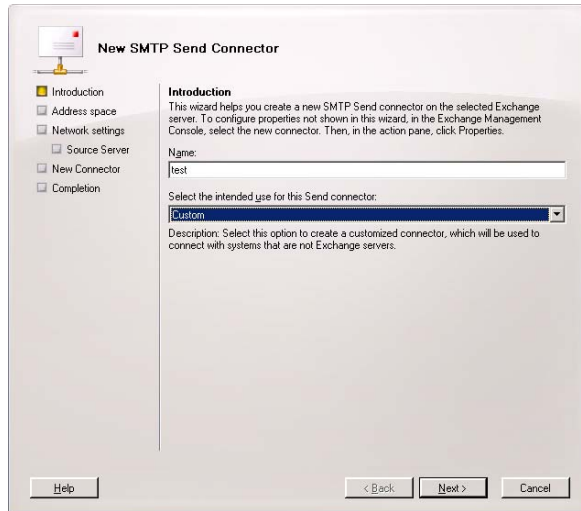 New SMTP Send Connector
Introduction
Address space
Network settings
Source Server
New Connector
Completion
Introduction
This wizard helps you create a new SMTP Send connector on the selected Exchange
server. To configure properties not shown in this wizard, in the Exchange Management
Console, select the new connector. Then, in the action pane, click Properties.
Name:
test
Select the intended use for this Send connector:
Custom
Description: Select this option to create a customized connector, which will be used to
connect with systems that are not Exchange servers.
Help
< Back
Next >
Cancel